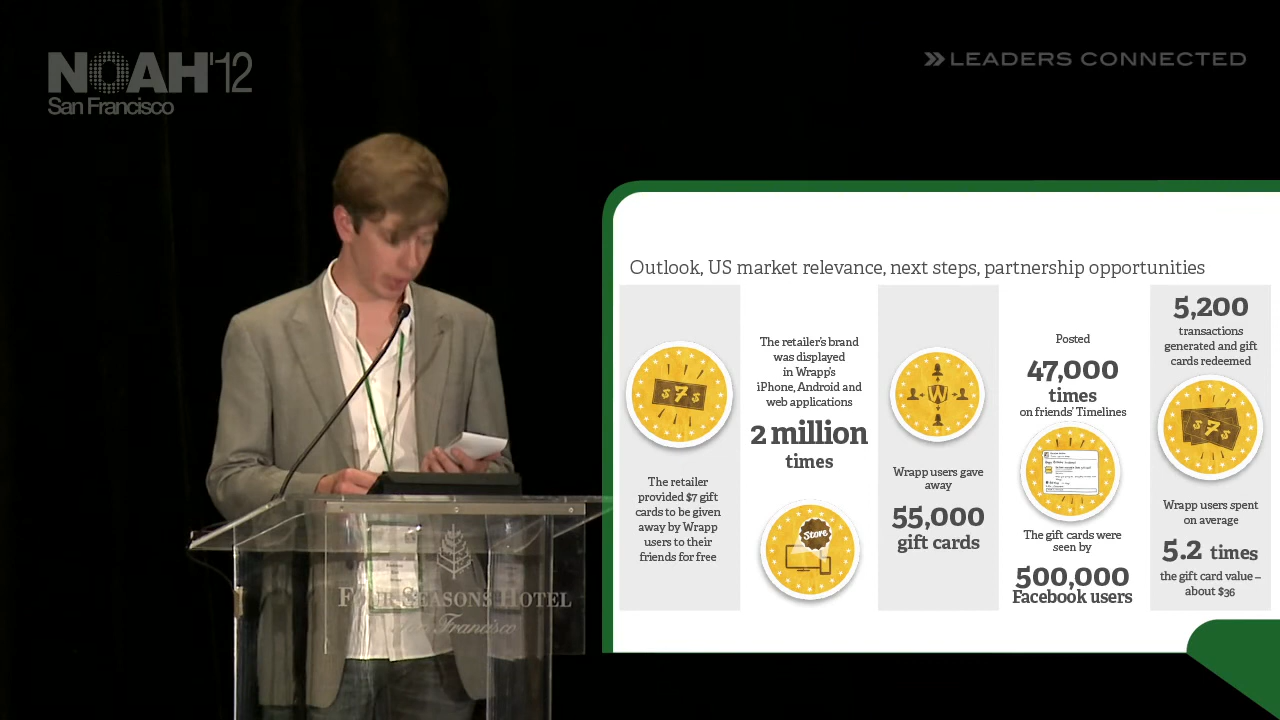 NOAH'12
San Francisco
LEADERS CONNECTED
Outlook, US market relevance, next steps, partnership opportunities
$7$
The retailer
provided $7 gift
cards to be given
away by Wrapp
users to their
friends for free
The retailer's brand
was displayed
in Wrapp's
iPhone, Android and
web applications
2 million
times
Store
W
Wrapp users gave
away
55,000
gift cards
Posted
47,000
times
on friends' Timelines
The gift cards were
seen by
500,000
Facebook users
5,200
transactions
generated and gift
cards redeemed
$7$
Wrapp users spent
on average
5.2 times
the gift card value –
about $36
FOUR SEASONS HOTEL
San Francisco